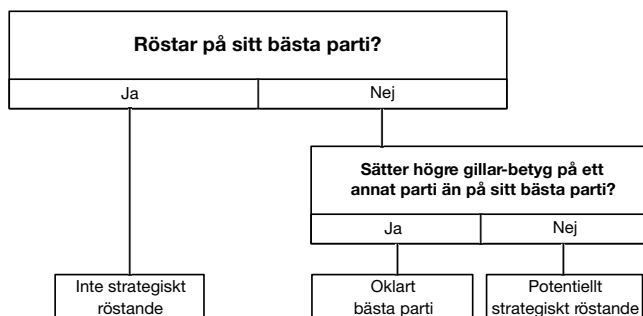 Röstar på sitt bästa parti?
Ja
Nej
Sätter högre gillar-betyg på ett
annat parti än på sitt bästa parti?
Ja
Nej
Inte strategiskt
röstande
Oklart
bästa parti
Potentiellt
strategiskt röstande